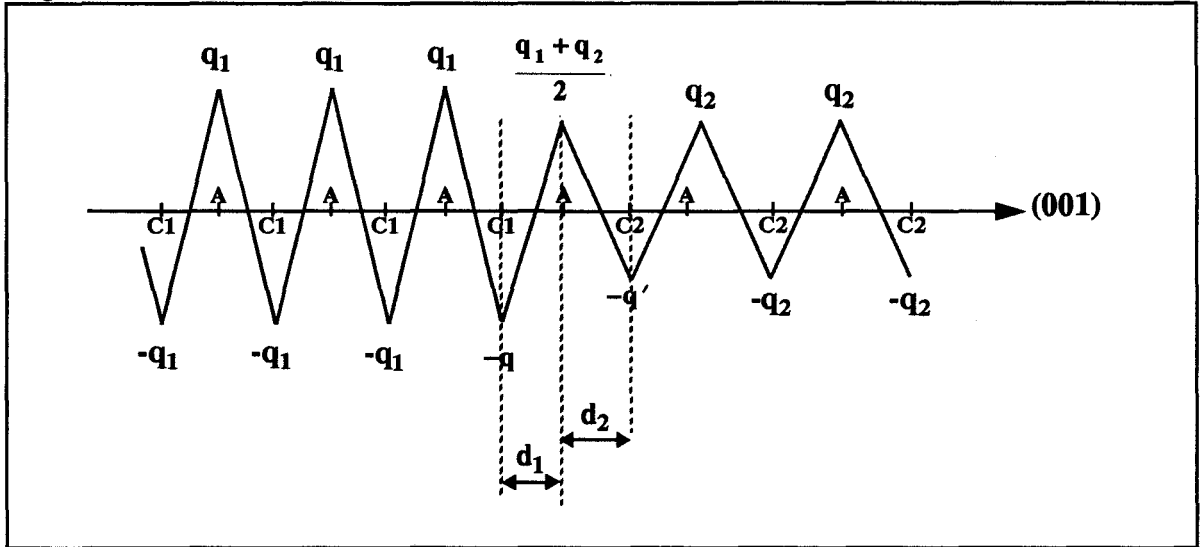 q₁ q₁ q₁ q₁ + q₂
2 q₂ q₂
A A A A A A
C1 C1 C1 C1 C2 C2 C2 (001)
-q₁ -q₁ -q₁ –q –q′ -q₂ -q₂
d₂
d₁